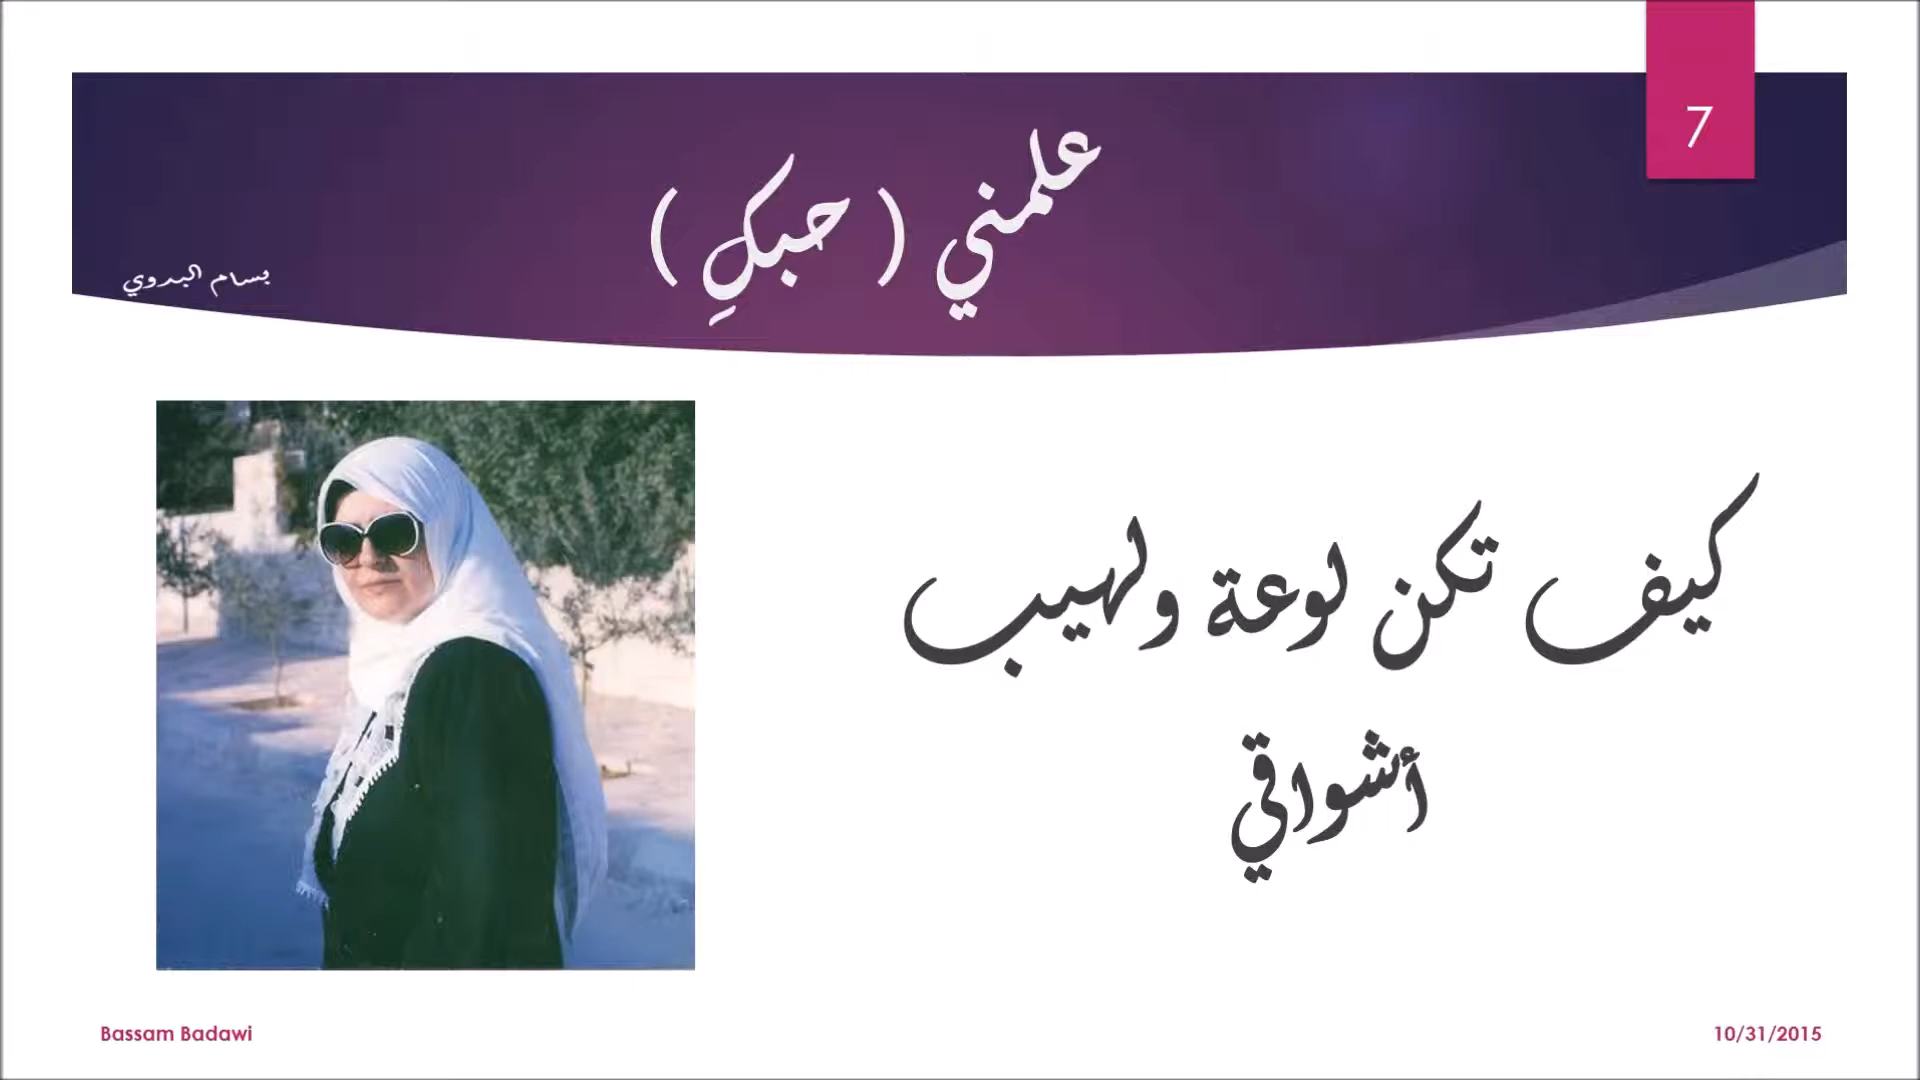 7
علمني ( حبكِ )
بسام البدوي
كيف تكن لوعة ولهيب
أشواقي
Bassam Badawi
10/31/2015